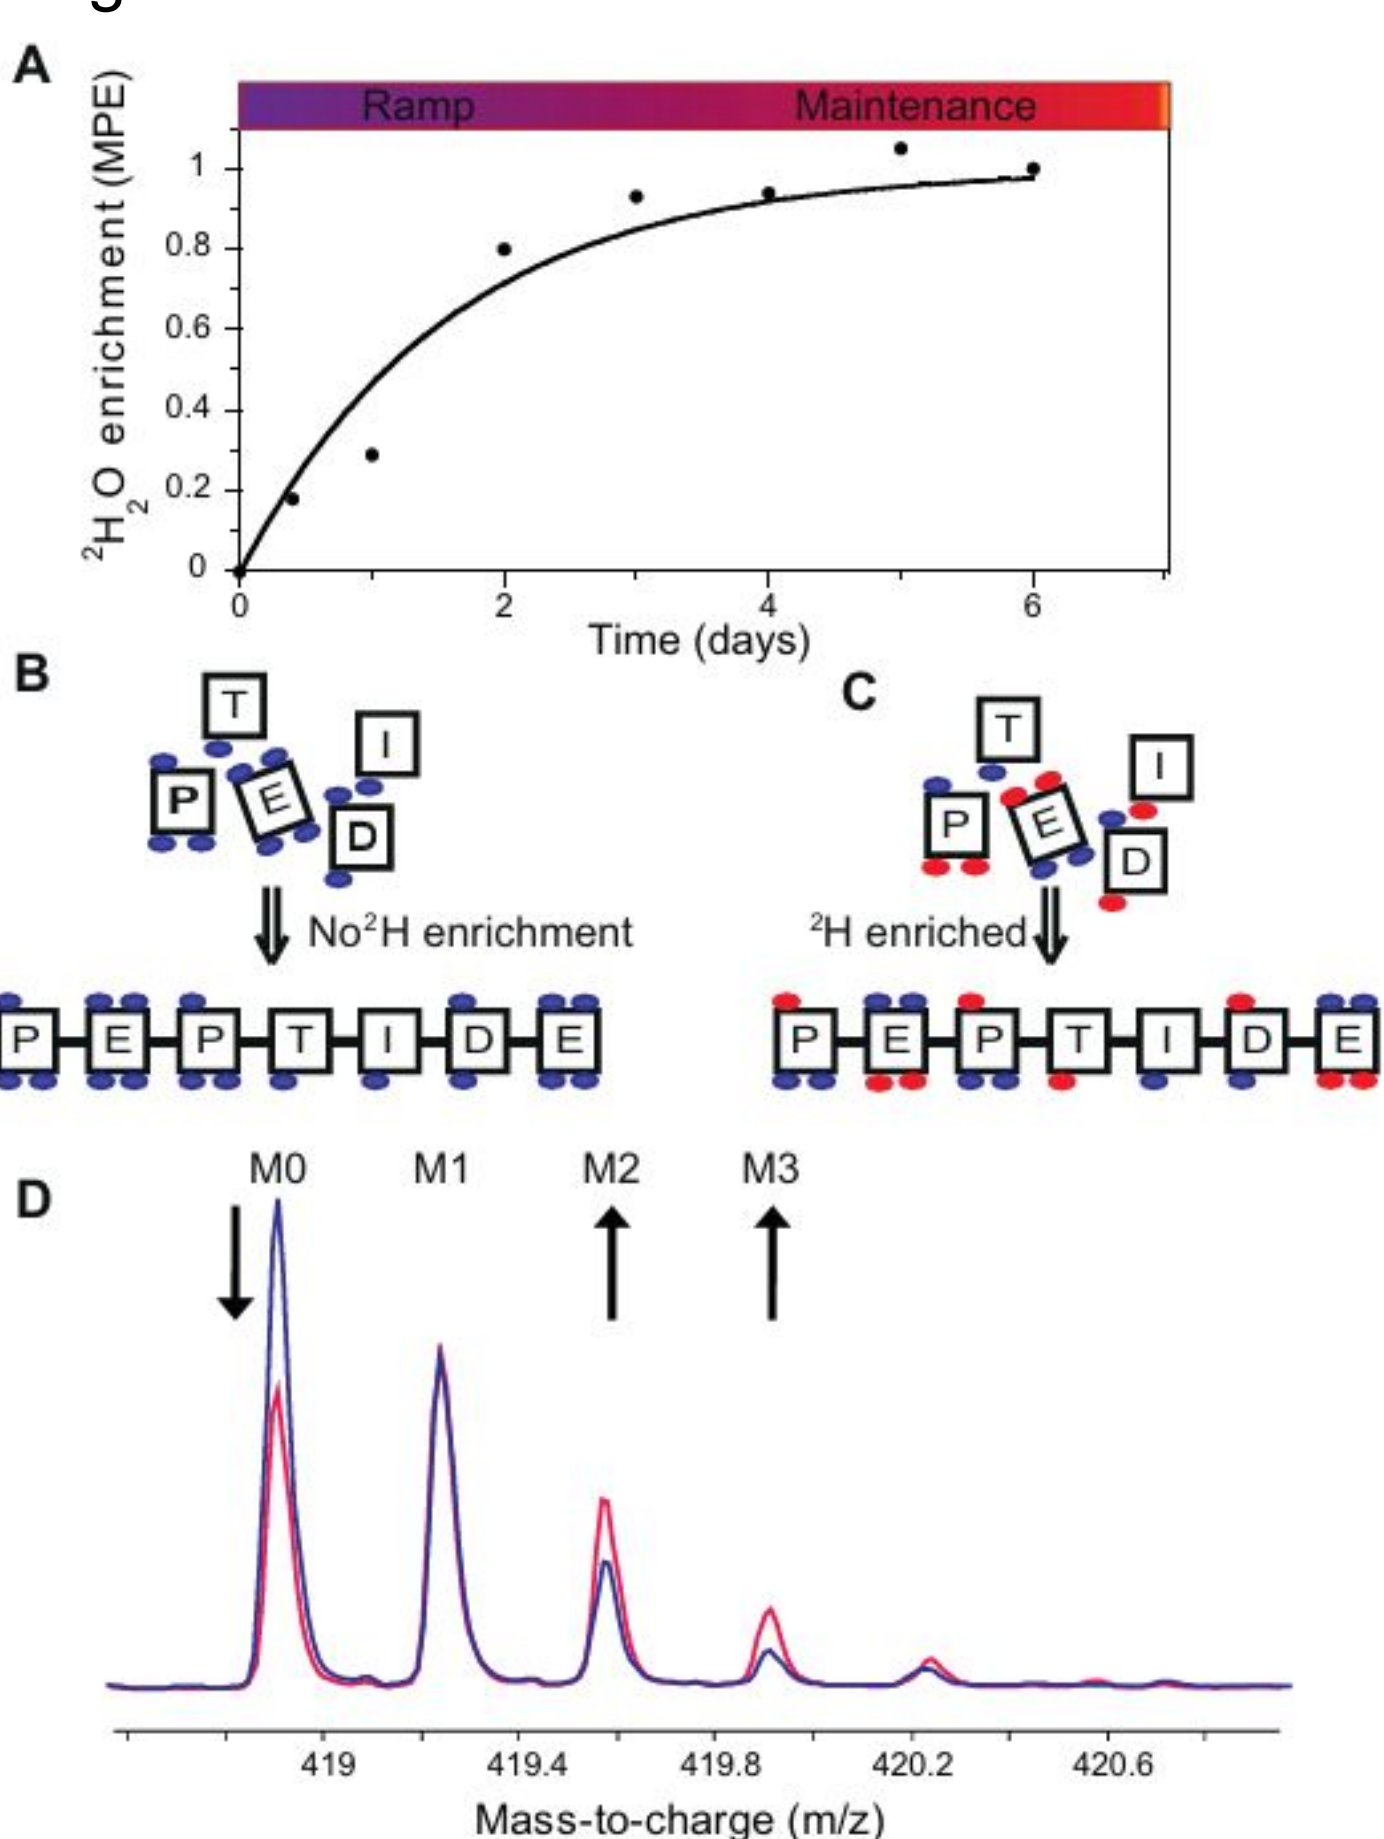 A
Ramp Maintenance
²H₂O enrichment (MPE)
1
0.8
0.6
0.4
0.2
0
0 2 4 6
Time (days)
B
T
I
P
E
D
No²H enrichment
P E P T I D E
C
T
I
P
E
D
²H enriched
P E P T I D E
D
M0 M1 M2 M3
419 419.4 419.8 420.2 420.6
Mass-to-charge (m/z)